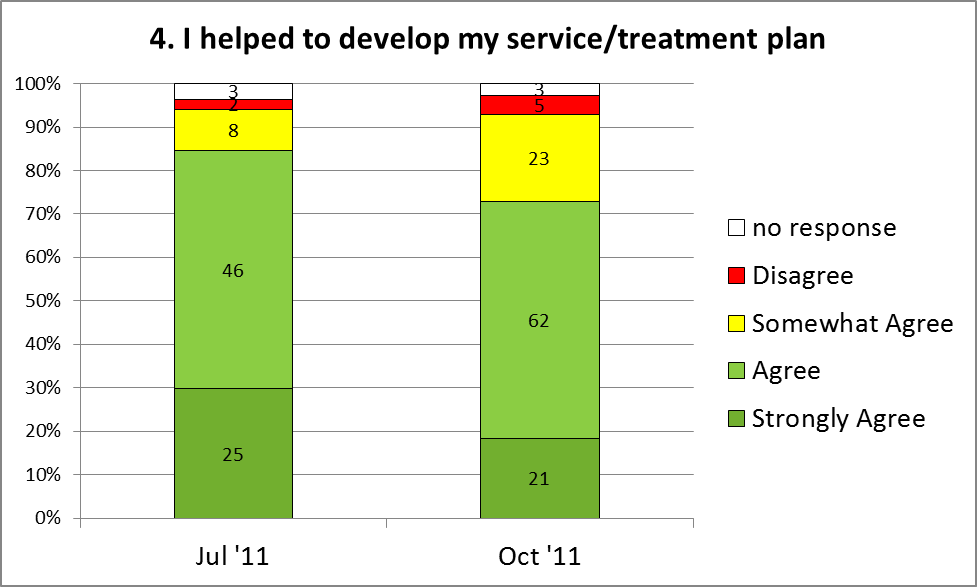 4. I helped to develop my service/treatment plan
100%
90%
80%
70%
60%
50%
40%
30%
20%
10%
0%
3
2
8
46
25
3
5
23
62
21
Jul '11
Oct '11
no response
Disagree
Somewhat Agree
Agree
Strongly Agree